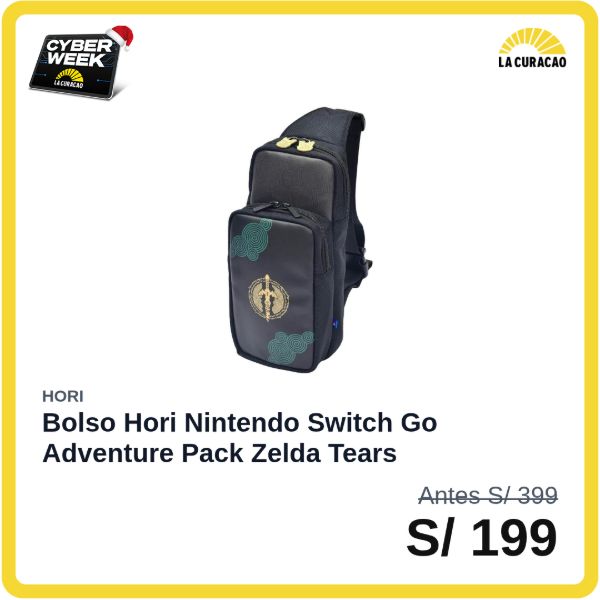 CYBER
WEEK
LA CURACAO
LA CURACAO
HORI
Bolso Hori Nintendo Switch Go
Adventure Pack Zelda Tears
Antes S/ 399
S/ 199